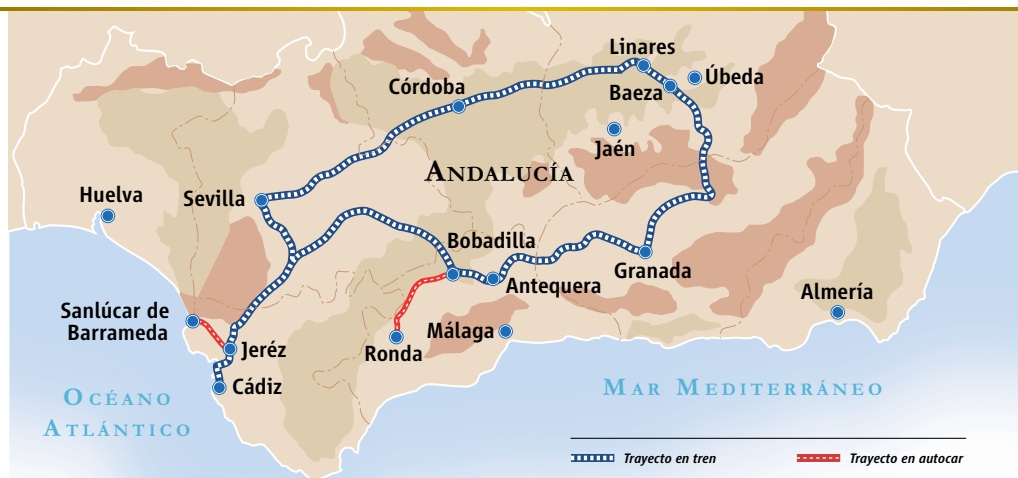 Linares
Úbeda
Baeza
Córdoba
Jaén
ANDALUCÍA
Huelva
Sevilla
Bobadilla
Granada
Antequera
Almería
Sanlúcar de
Barrameda
Málaga
Jeréz
Ronda
Cádiz
OCÉANO
ATLÁNTICO
MAR MEDITERRÁNEO
Trayecto en tren
Trayecto en autocar